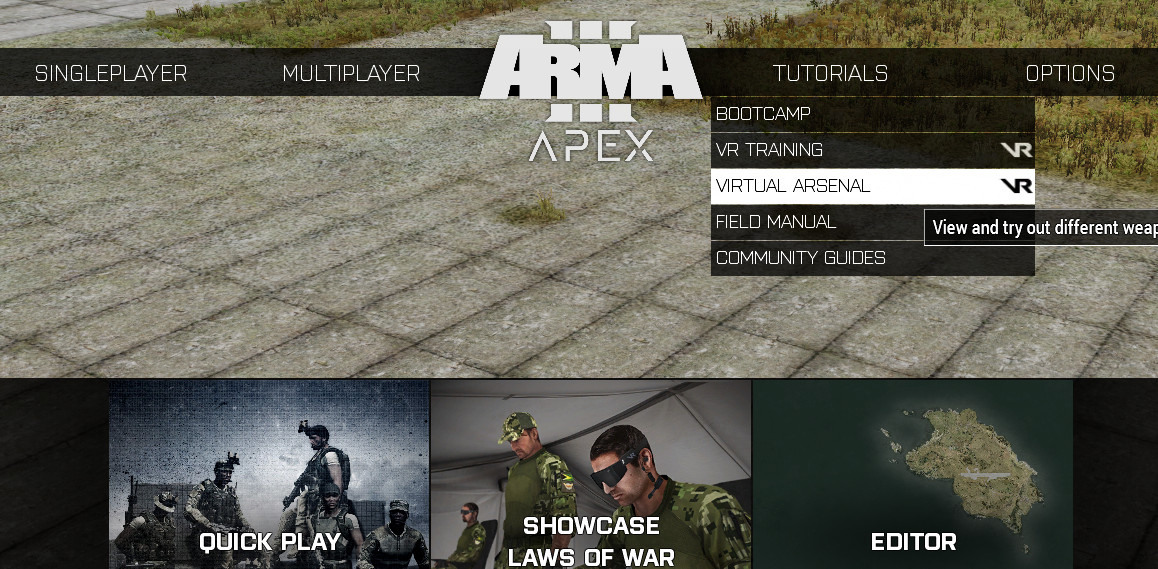 SINGLEPLAYER
MULTIPLAYER
ARMA
III
APEX
TUTORIALS
OPTIONS
BOOTCAMP
VR TRAINING VR
VIRTUAL ARSENAL VR
FIELD MANUAL
View and try out different weap
COMMUNITY GUIDES
QUICK PLAY
SHOWCASE
LAWS OF WAR
EDITOR